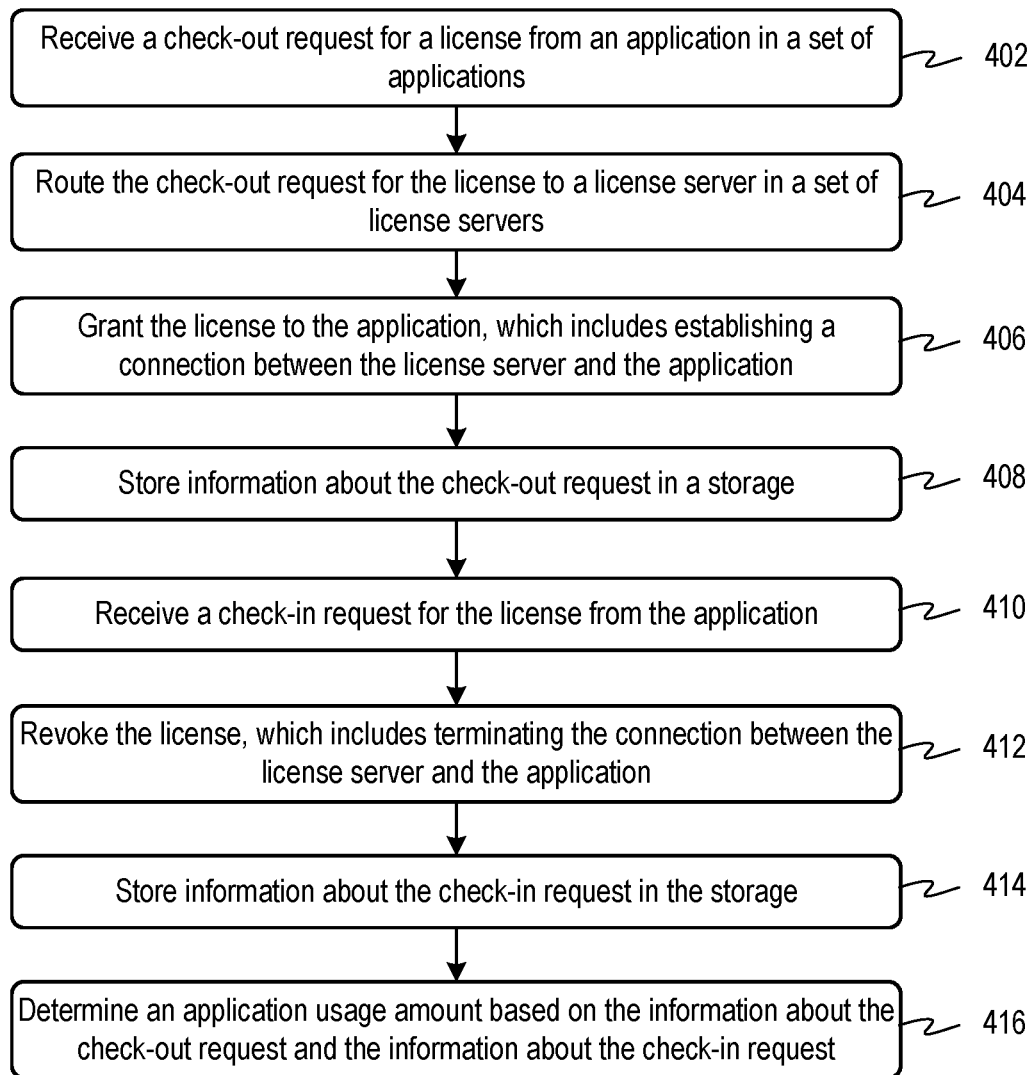 Receive a check-out request for a license from an application in a set of
applications
402
Route the check-out request for the license to a license server in a set of
license servers
404
Grant the license to the application, which includes establishing a
connection between the license server and the application
406
Store information about the check-out request in a storage
408
Receive a check-in request for the license from the application
410
Revoke the license, which includes terminating the connection between the
license server and the application
412
Store information about the check-in request in the storage
414
Determine an application usage amount based on the information about the
check-out request and the information about the check-in request
416